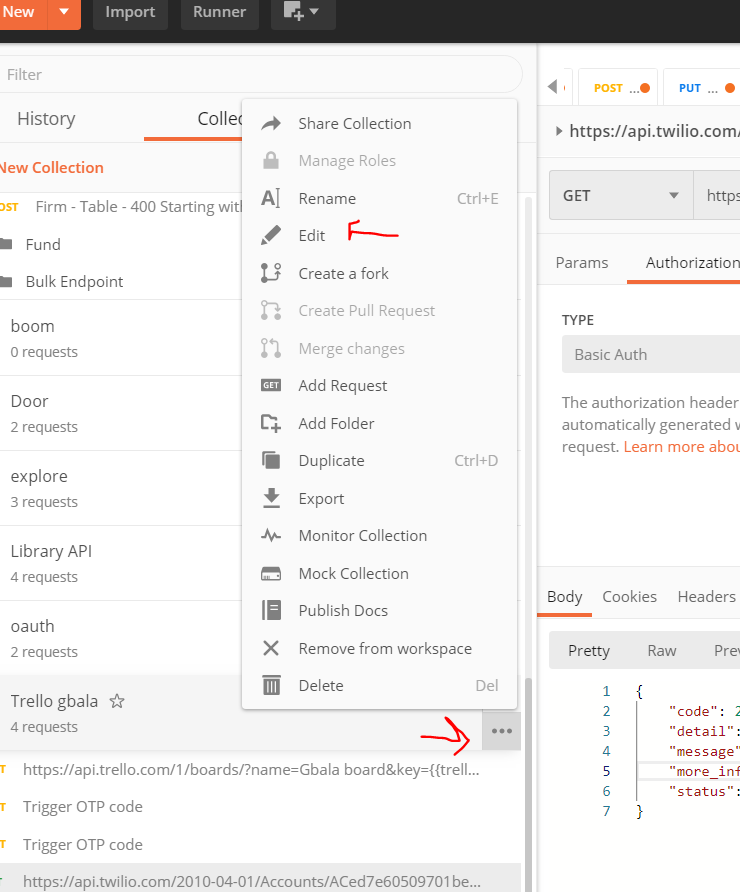 New
Import
Runner
Filter
History
New Collection
Firm - Table - 400 Starting with
Fund
Bulk Endpoint
boom
0 requests
Door
2 requests
explore
3 requests
Library API
4 requests
oauth
2 requests
Trello gbala
4 requests
https://api.trello.com/1/boards/?name=Gbala board&key={{trell...
Trigger OTP code
Trigger OTP code
https://api.twilio.com/2010-04-01/Accounts/ACed7e60509701be...
Share Collection
Manage Roles
Rename Ctrl+E
Edit
Create a fork
Create Pull Request
Merge changes
GET Add Request
Add Folder
Duplicate Ctrl+D
Export
Monitor Collection
Mock Collection
Publish Docs
Remove from workspace
Delete Del
POST ... PUT ...
https://api.twilio.com/
GET https
Params Authorization
TYPE
Basic Auth
The authorization header
automatically generated w
request. Learn more abou
Body Cookies Headers
Pretty Raw Prev
1 {
2 "code": 2
3 "detail":
4 "message"
5 "more_inf
6 "status":
7 }